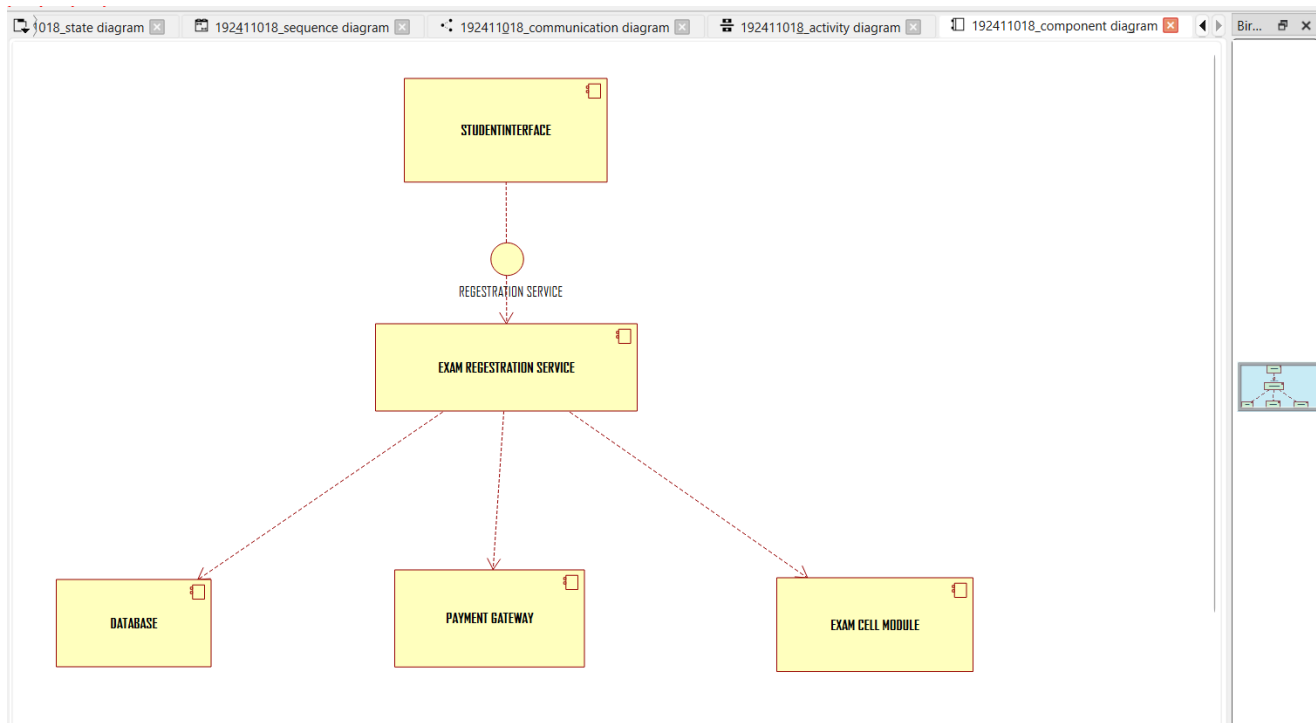 018_state diagram
192411018_sequence diagram
192411018_communication diagram
192411018_activity diagram
192411018_component diagram
Bir...
STUDENTINTERFACE
REGESTRATION SERVICE
EXAM REGESTRATION SERVICE
DATABASE
PAYMENT GATEWAY
EXAM CELL MODULE